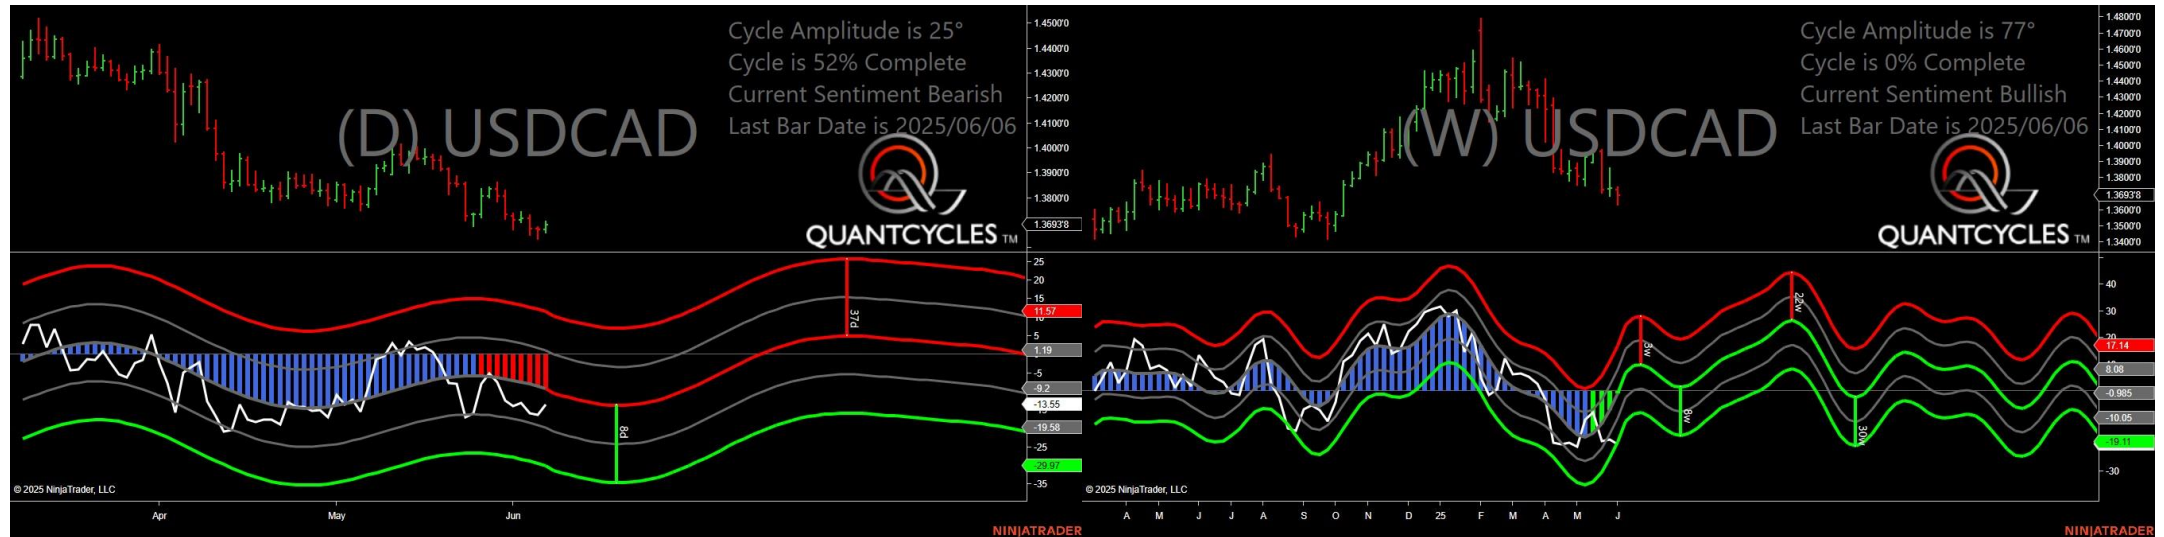 Cycle Amplitude is 25°
Cycle is 52% Complete
Current Sentiment Bearish
Last Bar Date is 2025/06/06
(D) USDCAD
QUANTCYCLES TM
1.4500'0
1.4400'0
1.4300'0
1.4200'0
1.4100'0
1.4000'0
1.3900'0
1.3800'0
1.3693'8
25
20
15
11.57
5
1.19
-5
-9.2
-13.55
-19.58
-25
-29.97
-35
37d
8d
© 2025 NinjaTrader, LLC
Apr May Jun
NINJATRADER
Cycle Amplitude is 77°
Cycle is 0% Complete
Current Sentiment Bullish
Last Bar Date is 2025/06/06
(W) USDCAD
QUANTCYCLES TM
1.4800'0
1.4700'0
1.4600'0
1.4500'0
1.4400'0
1.4300'0
1.4200'0
1.4100'0
1.4000'0
1.3900'0
1.3800'0
1.3693'8
1.3600'0
1.3500'0
1.3400'0
40
30
20
17.14
8.08
-0.985
-10.05
-19.11
-30
22w
8w
30w
© 2025 NinjaTrader, LLC
A M J J A S O N D 25 F M A M J
NINJATRADER